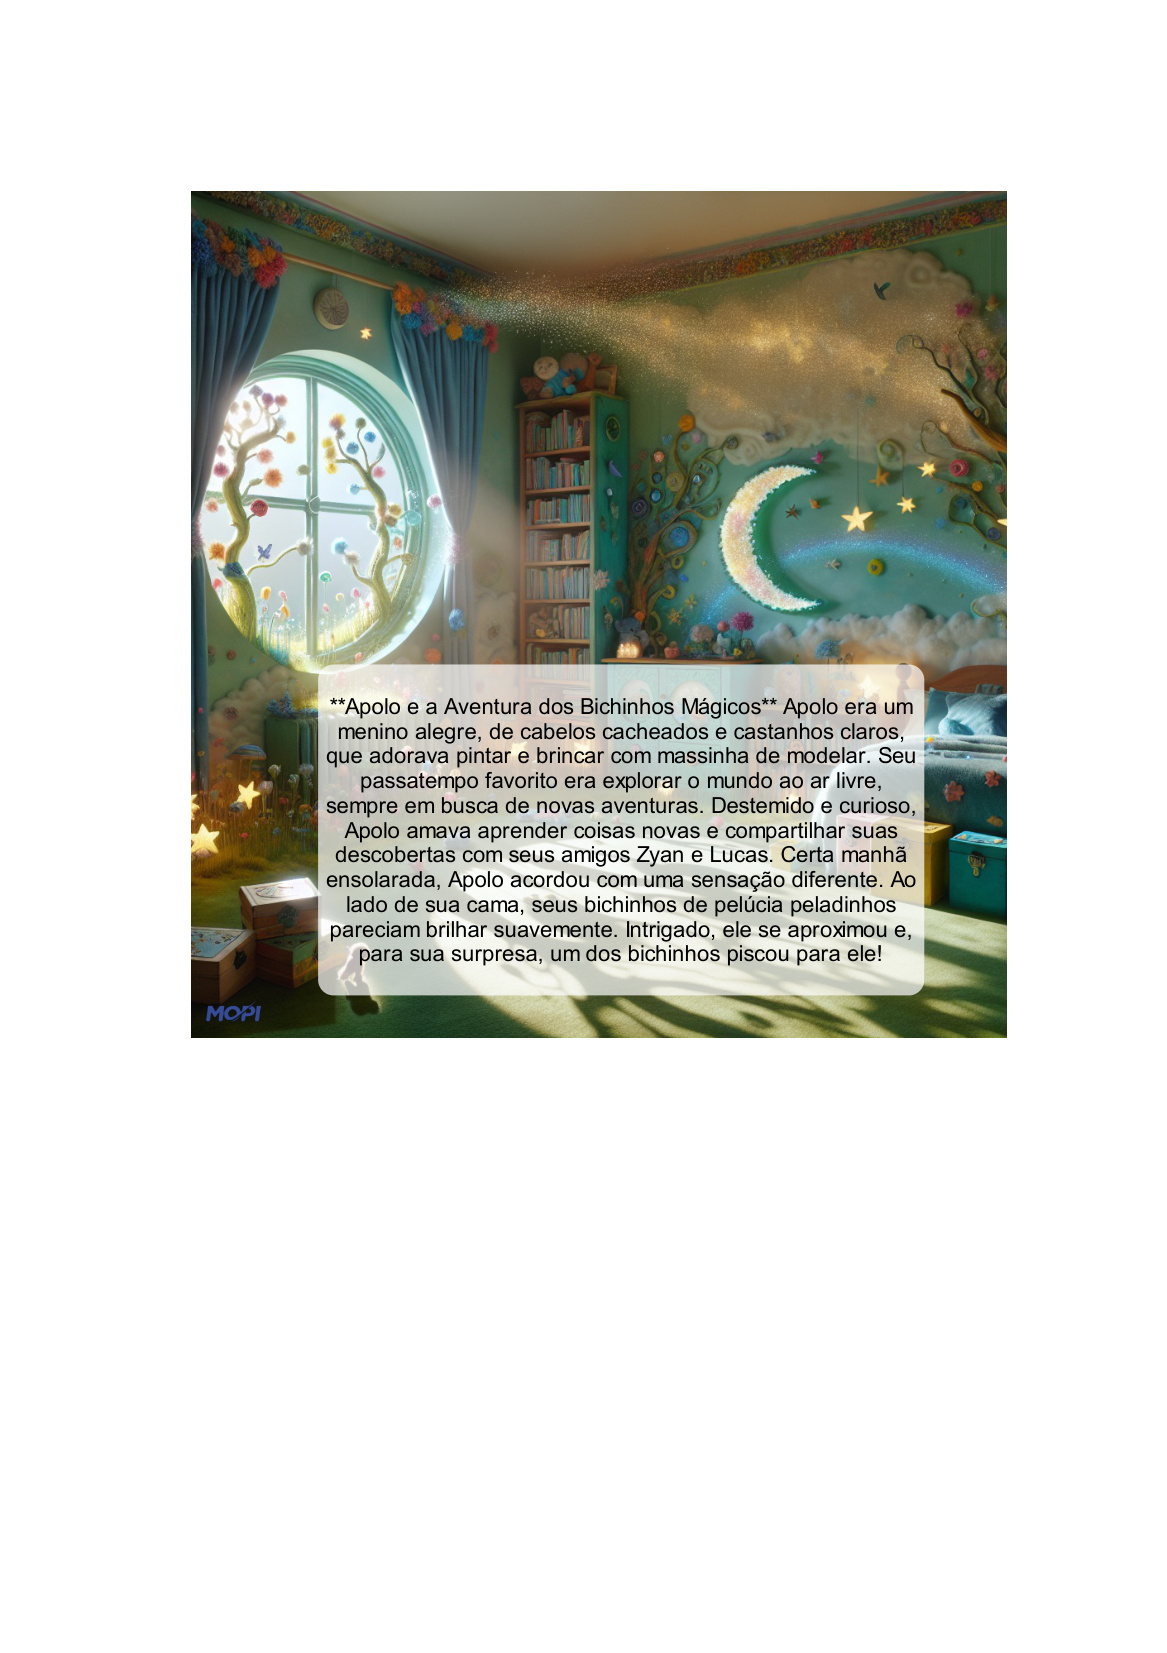 **Apolo e a Aventura dos Bichinhos Mágicos** Apolo era um
menino alegre, de cabelos cacheados e castanhos claros,
que adorava pintar e brincar com massinha de modelar. Seu
passatempo favorito era explorar o mundo ao ar livre,
sempre em busca de novas aventuras. Destemido e curioso,
Apolo amava aprender coisas novas e compartilhar suas
descobertas com seus amigos Zyan e Lucas. Certa manhã
ensolarada, Apolo acordou com uma sensação diferente. Ao
lado de sua cama, seus bichinhos de pelúcia peladinhos
pareciam brilhar suavemente. Intrigado, ele se aproximou e,
para sua surpresa, um dos bichinhos piscou para ele!
MOPI